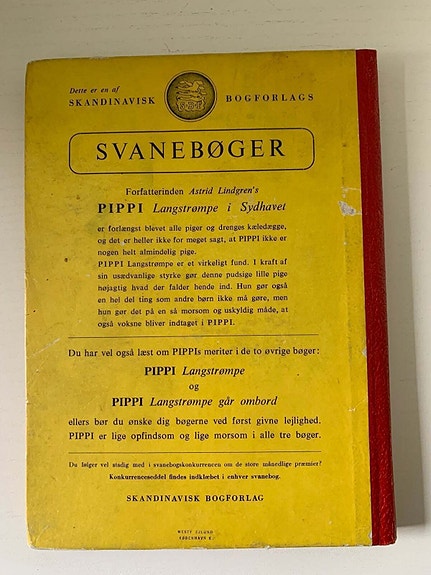 Dette er en af
SKANDINAVISK BOGFORLAGS
S·B·F
SVANEBØGER
Forfatterinden Astrid Lindgren's
PIPPI Langstrømpe i Sydhavet
er forlængst blevet alle piger og drenges kæledægge,
og det er heller ikke for meget sagt, at PIPPI ikke er
nogen helt almindelig pige.
PIPPI Langstrømpe er et virkeligt fund. I kraft af
sin usædvanlige styrke gør denne pudsige lille pige
nøjagtig hvad der falder hende ind. Hun gør også
en hel del ting som andre børn ikke må gøre, men
hun gør det på en så morsom og uskyldig måde, at
også voksne bliver indtaget i PIPPI.
Du har vel også læst om PIPPIs meriter i de to øvrige bøger:
PIPPI Langstrømpe
og
PIPPI Langstrømpe går ombord
ellers bør du ønske dig bøgerne ved først givne lejlighed.
PIPPI er lige opfindsom og lige morsom i alle tre bøger.
Du følger vel stadig med i svanebogskonkurrencen om de store månedlige præmier?
Konkurrenceseddel findes indklæbet i enhver svanebog.
SKANDINAVISK BOGFORLAG
KØBENHAVN K.